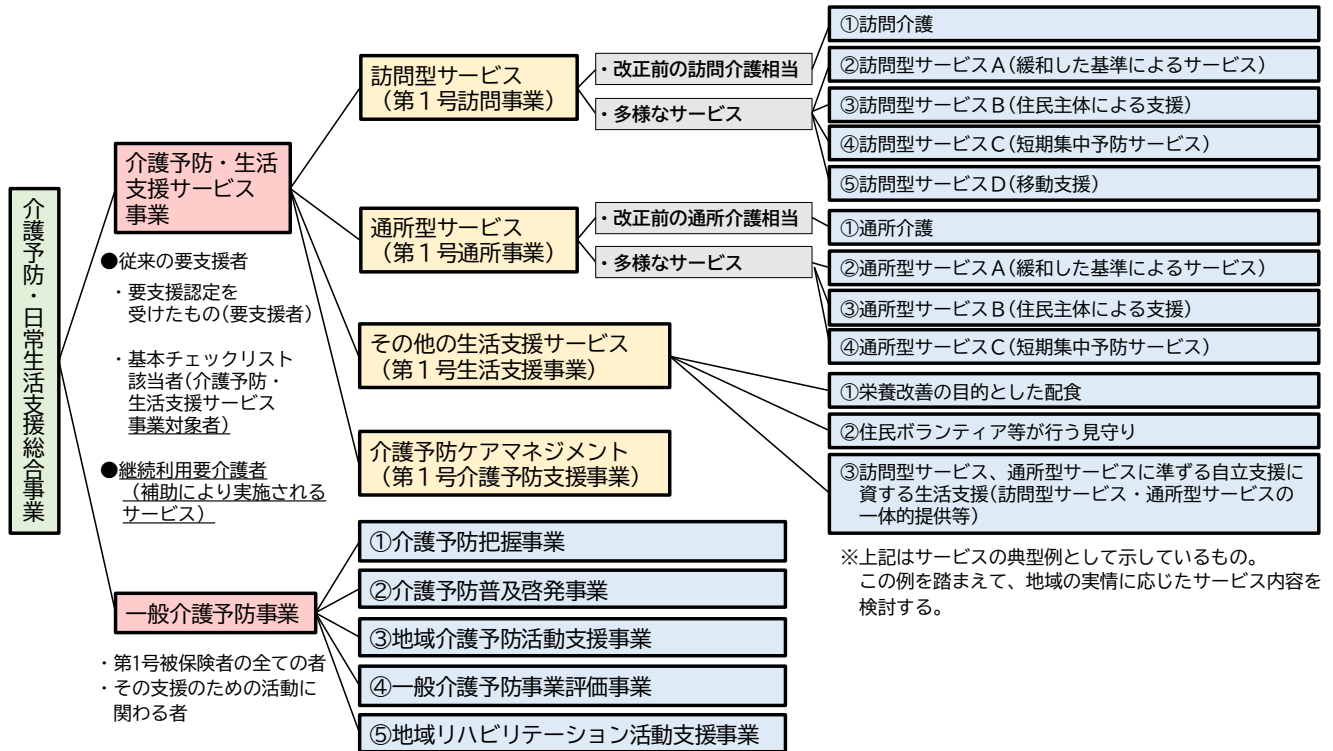 介護予防・日常生活支援総合事業
介護予防・生活
支援サービス
事業
●従来の要支援者
・要支援認定を
受けたもの(要支援者)
・基本チェックリスト
該当者(介護予防・
生活支援サービス
事業対象者)
●継続利用要介護者
（補助により実施される
サービス）
一般介護予防事業
・第1号被保険者の全ての者
・その支援のための活動に
関わる者
訪問型サービス
（第１号訪問事業）
・改正前の訪問介護相当
・多様なサービス
①訪問介護
②訪問型サービスＡ(緩和した基準によるサービス)
③訪問型サービスＢ(住民主体による支援)
④訪問型サービスＣ(短期集中予防サービス)
⑤訪問型サービスＤ(移動支援)
通所型サービス
（第１号通所事業）
・改正前の通所介護相当
・多様なサービス
①通所介護
②通所型サービスＡ(緩和した基準によるサービス)
③通所型サービスＢ(住民主体による支援)
④通所型サービスＣ(短期集中予防サービス)
その他の生活支援サービス
（第１号生活支援事業）
①栄養改善の目的とした配食
②住民ボランティア等が行う見守り
③訪問型サービス、通所型サービスに準ずる自立支援に
資する生活支援(訪問型サービス・通所型サービスの
一体的提供等)
介護予防ケアマネジメント
（第１号介護予防支援事業）
①介護予防把握事業
②介護予防普及啓発事業
③地域介護予防活動支援事業
④一般介護予防事業評価事業
⑤地域リハビリテーション活動支援事業
※上記はサービスの典型例として示しているもの。
この例を踏まえて、地域の実情に応じたサービス内容を
検討する。